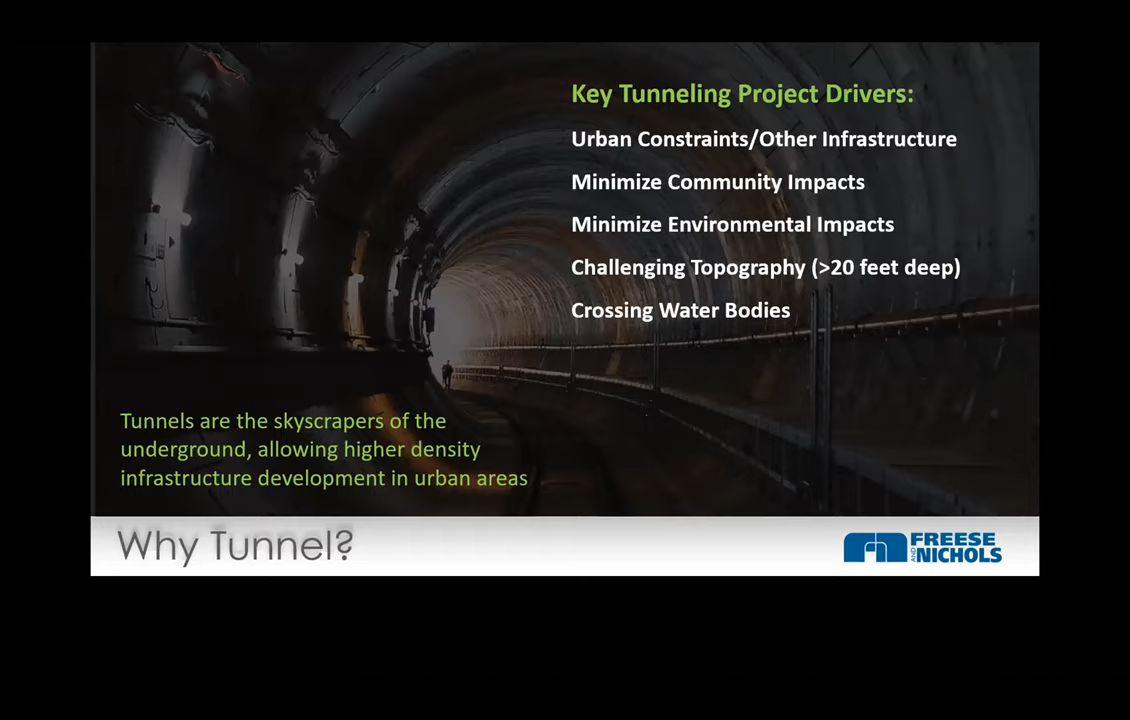 Key Tunneling Project Drivers:
Urban Constraints/Other Infrastructure
Minimize Community Impacts
Minimize Environmental Impacts
Challenging Topography (>20 feet deep)
Crossing Water Bodies
Tunnels are the skyscrapers of the
underground, allowing higher density
infrastructure development in urban areas
Why Tunnel?
FREESE
AND NICHOLS